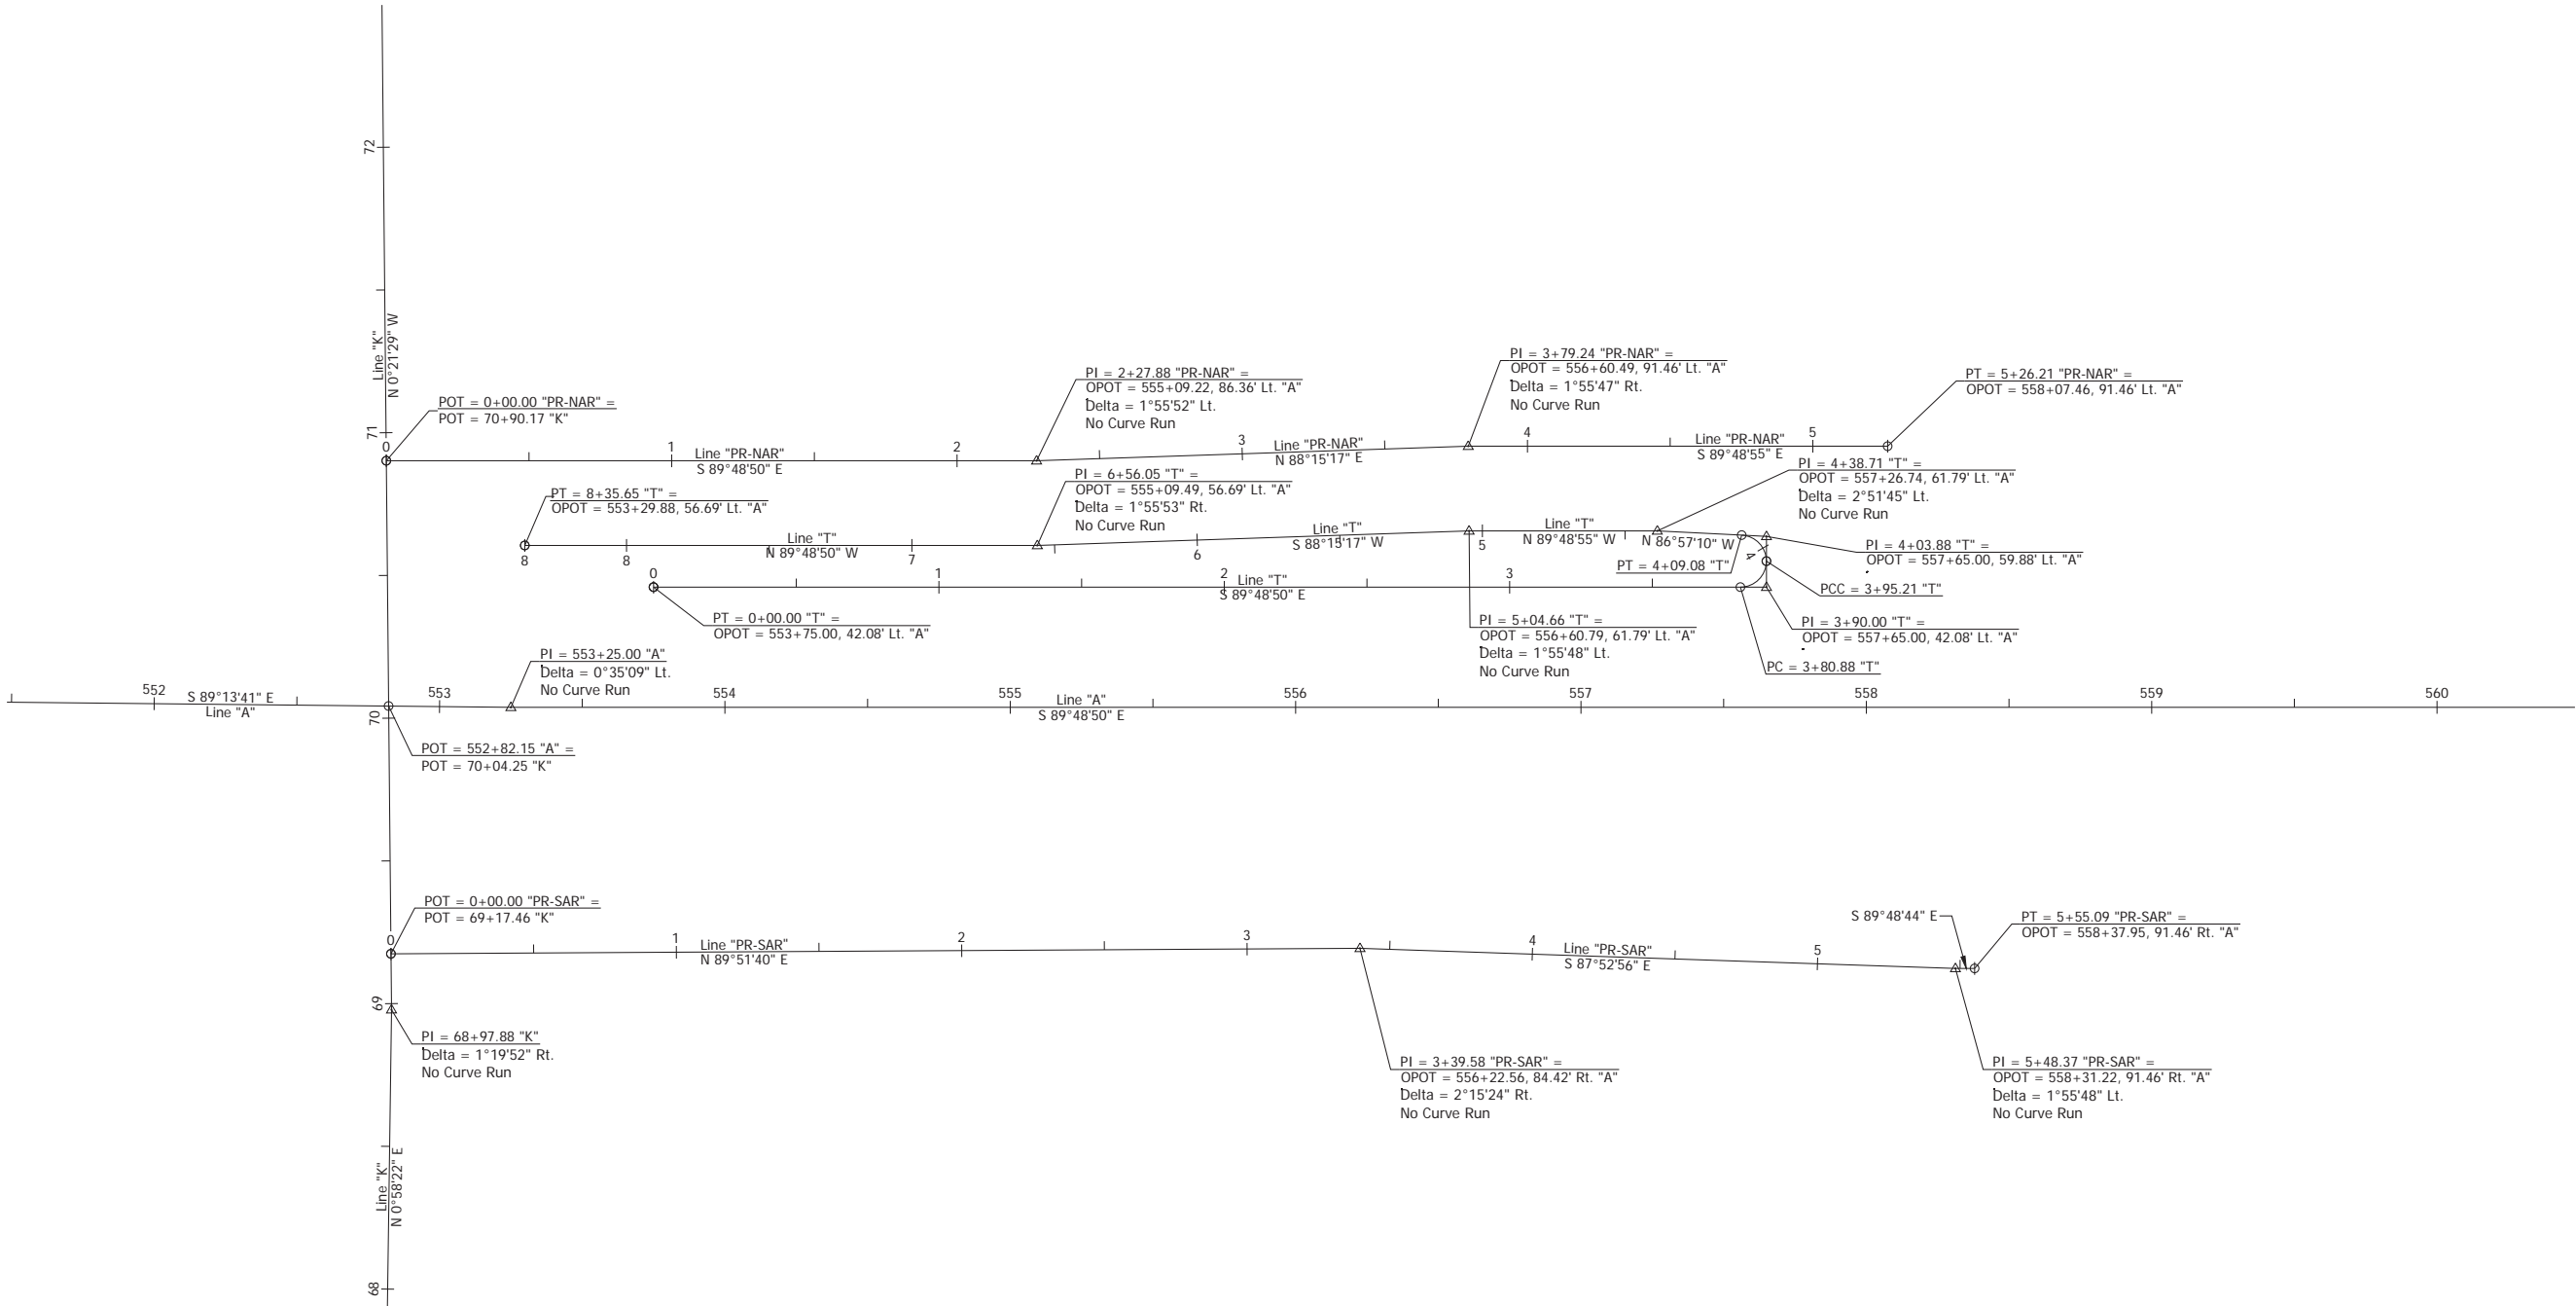 72
Line "K"
N 0°21'29" W
71
POT = 0+00.00 "PR-NAR" =
POT = 70+90.17 "K"
0
1
Line "PR-NAR"
S 89°48'50" E
2
PI = 2+27.88 "PR-NAR" =
OPOT = 555+09.22, 86.36' Lt. "A"
Delta = 1°55'52" Lt.
No Curve Run
3
Line "PR-NAR"
N 88°15'17" E
PI = 3+79.24 "PR-NAR" =
OPOT = 556+60.49, 91.46' Lt. "A"
Delta = 1°55'47" Rt.
No Curve Run
4
Line "PR-NAR"
S 89°48'55" E
5
PT = 5+26.21 "PR-NAR" =
OPOT = 558+07.46, 91.46' Lt. "A"
PT = 8+35.65 "T" =
OPOT = 553+29.88, 56.69' Lt. "A"
8
8
Line "T"
N 89°48'50" W
7
PI = 6+56.05 "T" =
OPOT = 555+09.49, 56.69' Lt. "A"
Delta = 1°55'53" Rt.
No Curve Run
6
Line "T"
S 88°15'17" W
5
Line "T"
N 89°48'55" W
PI = 4+38.71 "T" =
OPOT = 557+26.74, 61.79' Lt. "A"
Delta = 2°51'45" Lt.
No Curve Run
N 86°57'10" W
4
PT = 4+09.08 "T"
PI = 4+03.88 "T" =
OPOT = 557+65.00, 59.88' Lt. "A"
PCC = 3+95.21 "T"
0
1
2
Line "T"
S 89°48'50" E
3
PT = 0+00.00 "T" =
OPOT = 553+75.00, 42.08' Lt. "A"
PI = 5+04.66 "T" =
OPOT = 556+60.79, 61.79' Lt. "A"
Delta = 1°55'48" Lt.
No Curve Run
PI = 3+90.00 "T" =
OPOT = 557+65.00, 42.08' Lt. "A"
PC = 3+80.88 "T"
PI = 553+25.00 "A"
Delta = 0°35'09" Lt.
No Curve Run
552
S 89°13'41" E
Line "A"
553
554
555
Line "A"
S 89°48'50" E
556
557
558
559
560
70
POT = 552+82.15 "A" =
POT = 70+04.25 "K"
POT = 0+00.00 "PR-SAR" =
POT = 69+17.46 "K"
0
1
Line "PR-SAR"
N 89°51'40" E
2
3
4
Line "PR-SAR"
S 87°52'56" E
5
S 89°48'44" E
PT = 5+55.09 "PR-SAR" =
OPOT = 558+37.95, 91.46' Rt. "A"
69
PI = 68+97.88 "K"
Delta = 1°19'52" Rt.
No Curve Run
PI = 3+39.58 "PR-SAR" =
OPOT = 556+22.56, 84.42' Rt. "A"
Delta = 2°15'24" Rt.
No Curve Run
PI = 5+48.37 "PR-SAR" =
OPOT = 558+31.22, 91.46' Rt. "A"
Delta = 1°55'48" Lt.
No Curve Run
Line "K"
N 0°58'22" E
68